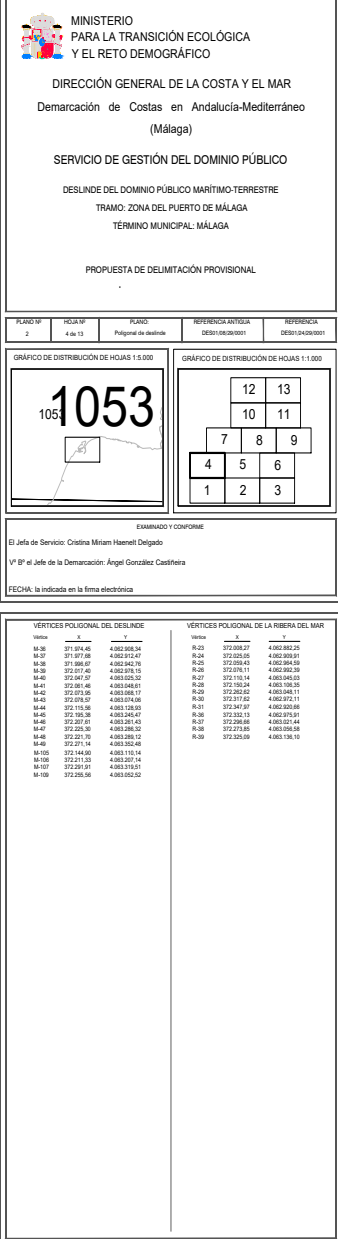 MINISTERIO
PARA LA TRANSICIÓN ECOLÓGICA
Y EL RETO DEMOGRÁFICO
DIRECCIÓN GENERAL DE LA COSTA Y EL MAR
Demarcación de Costas en Andalucía-Mediterráneo
(Málaga)
SERVICIO DE GESTIÓN DEL DOMINIO PÚBLICO
DESLINDE DEL DOMINIO PÚBLICO MARÍTIMO-TERRESTRE
TRAMO: ZONA DEL PUERTO DE MÁLAGA
TÉRMINO MUNICIPAL: MÁLAGA
PROPUESTA DE DELIMITACIÓN PROVISIONAL
PLANO Nº HOJA Nº PLANO: REFERENCIA ANTIGUA REFERENCIA
2 4 de 13 Poligonal de deslinde DES01/08/29/0001 DES01/04/29/0001
GRÁFICO DE DISTRIBUCIÓN DE HOJAS 1:5.000
1053 1053
GRÁFICO DE DISTRIBUCIÓN DE HOJAS 1:1.000
12 13
10 11
7 8 9
4 5 6
1 2 3
EXAMINADO Y CONFORME
El Jefa de Servicio: Cristina Miriam Haenelt Delgado
Vº Bº el Jefe de la Demarcación: Ángel González Castiñeira
FECHA: la indicada en la firma electrónica
VÉRTICES POLIGONAL DEL DESLINDE
Vértice X Y
M-36 371.974,45 4.062.908,34
M-37 371.977,68 4.062.912,47
M-38 371.996,67 4.062.942,76
M-39 372.017,40 4.062.976,15
M-40 372.047,57 4.063.025,32
M-41 372.061,46 4.063.048,61
M-42 372.073,95 4.063.068,17
M-43 372.078,57 4.063.074,06
M-44 372.115,56 4.063.128,93
M-45 372.195,38 4.063.245,47
M-46 372.207,61 4.063.261,43
M-47 372.225,30 4.063.286,32
M-48 372.221,70 4.063.289,12
M-49 372.271,14 4.063.352,48
M-105 372.144,90 4.063.110,14
M-106 372.211,33 4.063.207,14
M-107 372.291,91 4.063.319,51
M-109 372.255,56 4.063.052,52
VÉRTICES POLIGONAL DE LA RIBERA DEL MAR
Vértice X Y
R-23 372.008,27 4.062.882,25
R-24 372.025,05 4.062.909,91
R-25 372.059,43 4.062.964,59
R-26 372.076,11 4.062.992,39
R-27 372.110,14 4.063.045,03
R-28 372.150,24 4.063.106,35
R-29 372.262,62 4.063.048,11
R-30 372.317,62 4.062.972,11
R-31 372.347,97 4.062.920,66
R-36 372.332,13 4.062.975,91
R-37 372.296,66 4.063.021,44
R-38 372.273,85 4.063.056,58
R-39 372.325,09 4.063.136,10